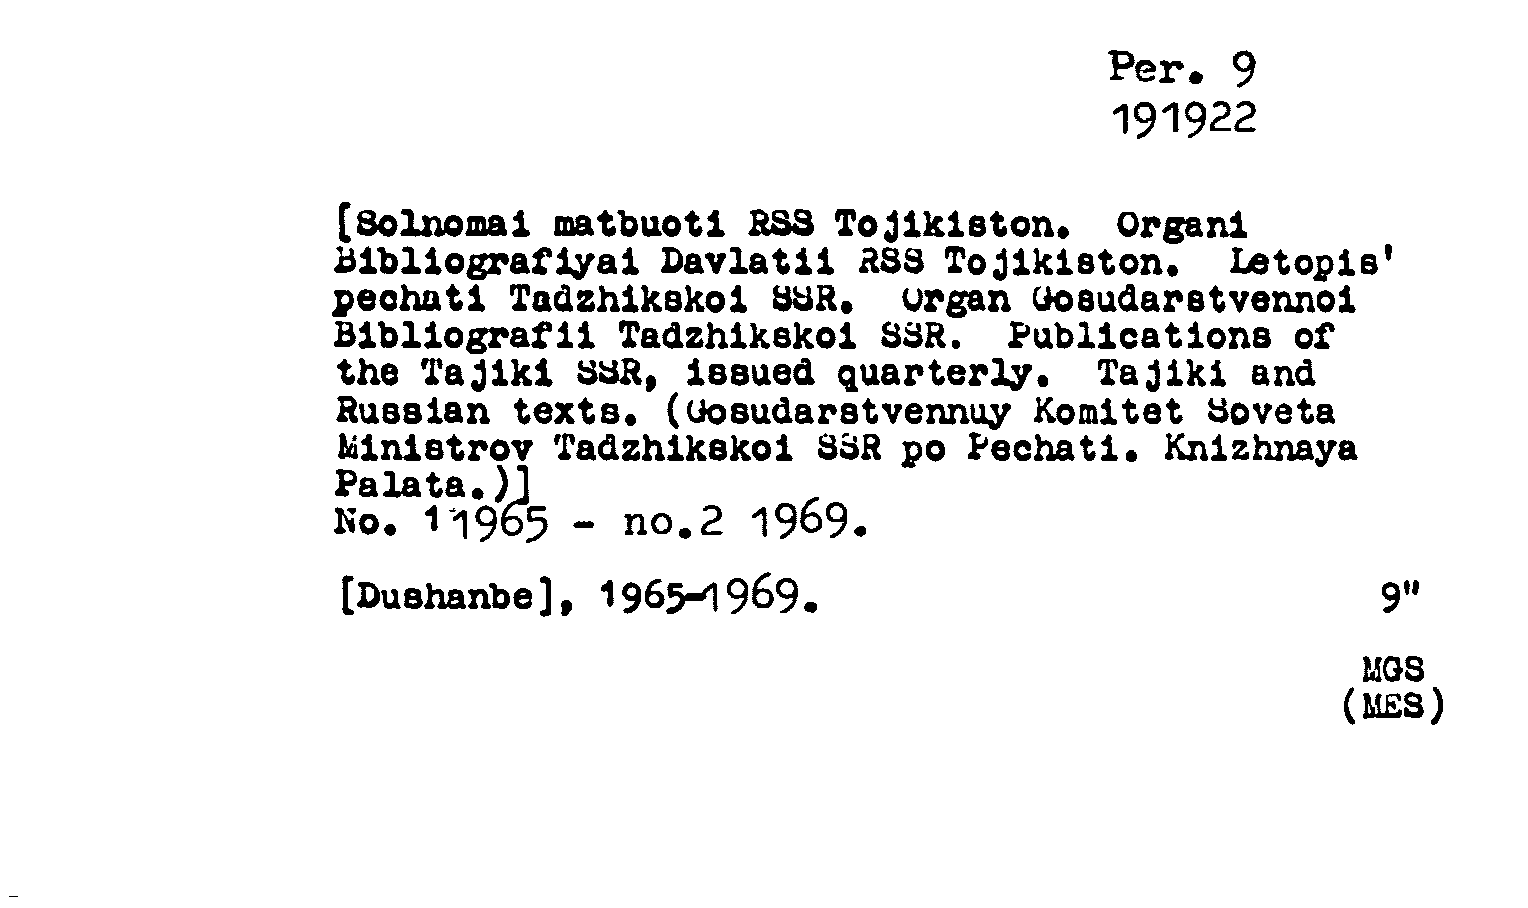 Per. 9
191922
[Solnomai matbuoti RSS Tojikiston. Organi
Bibliografiyai Davlatii RSS Tojikiston. Letopis'
pechati Tadzhikskoi SSR. Organ Gosudarstvennoi
Bibliografii Tadzhikskoi SSR. Publications of
the Tajiki SSR, issued quarterly. Tajiki and
Russian texts. (Gosudarstvennuy Komitet Soveta
Ministrov Tadzhikskoi SSR po Pechati. Knizhnaya
Palata.)]
No. 1 1965 - no.2 1969.
[Dushanbe], 1965-1969. 9"
MGS
(MES)